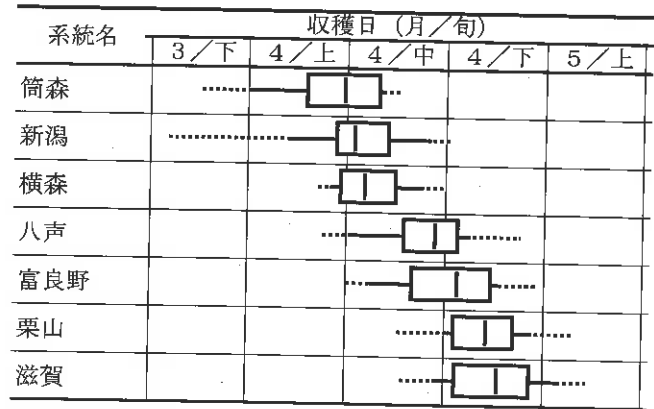 系統名 収穫日（月／旬）
3／下 4／上 4／中 4／下 5／上
筒森
新潟
横森
八声
富良野
栗山
滋賀